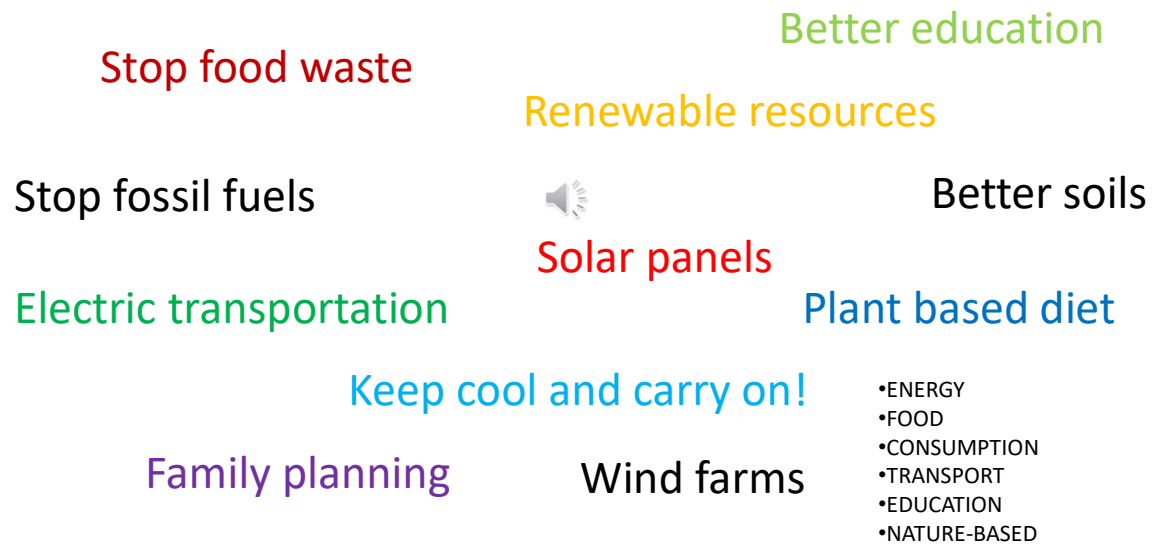 Better education
Stop food waste
Renewable resources
Stop fossil fuels
Better soils
Solar panels
Electric transportation
Plant based diet
Keep cool and carry on!
Family planning
Wind farms
•ENERGY
•FOOD
•CONSUMPTION
•TRANSPORT
•EDUCATION
•NATURE-BASED